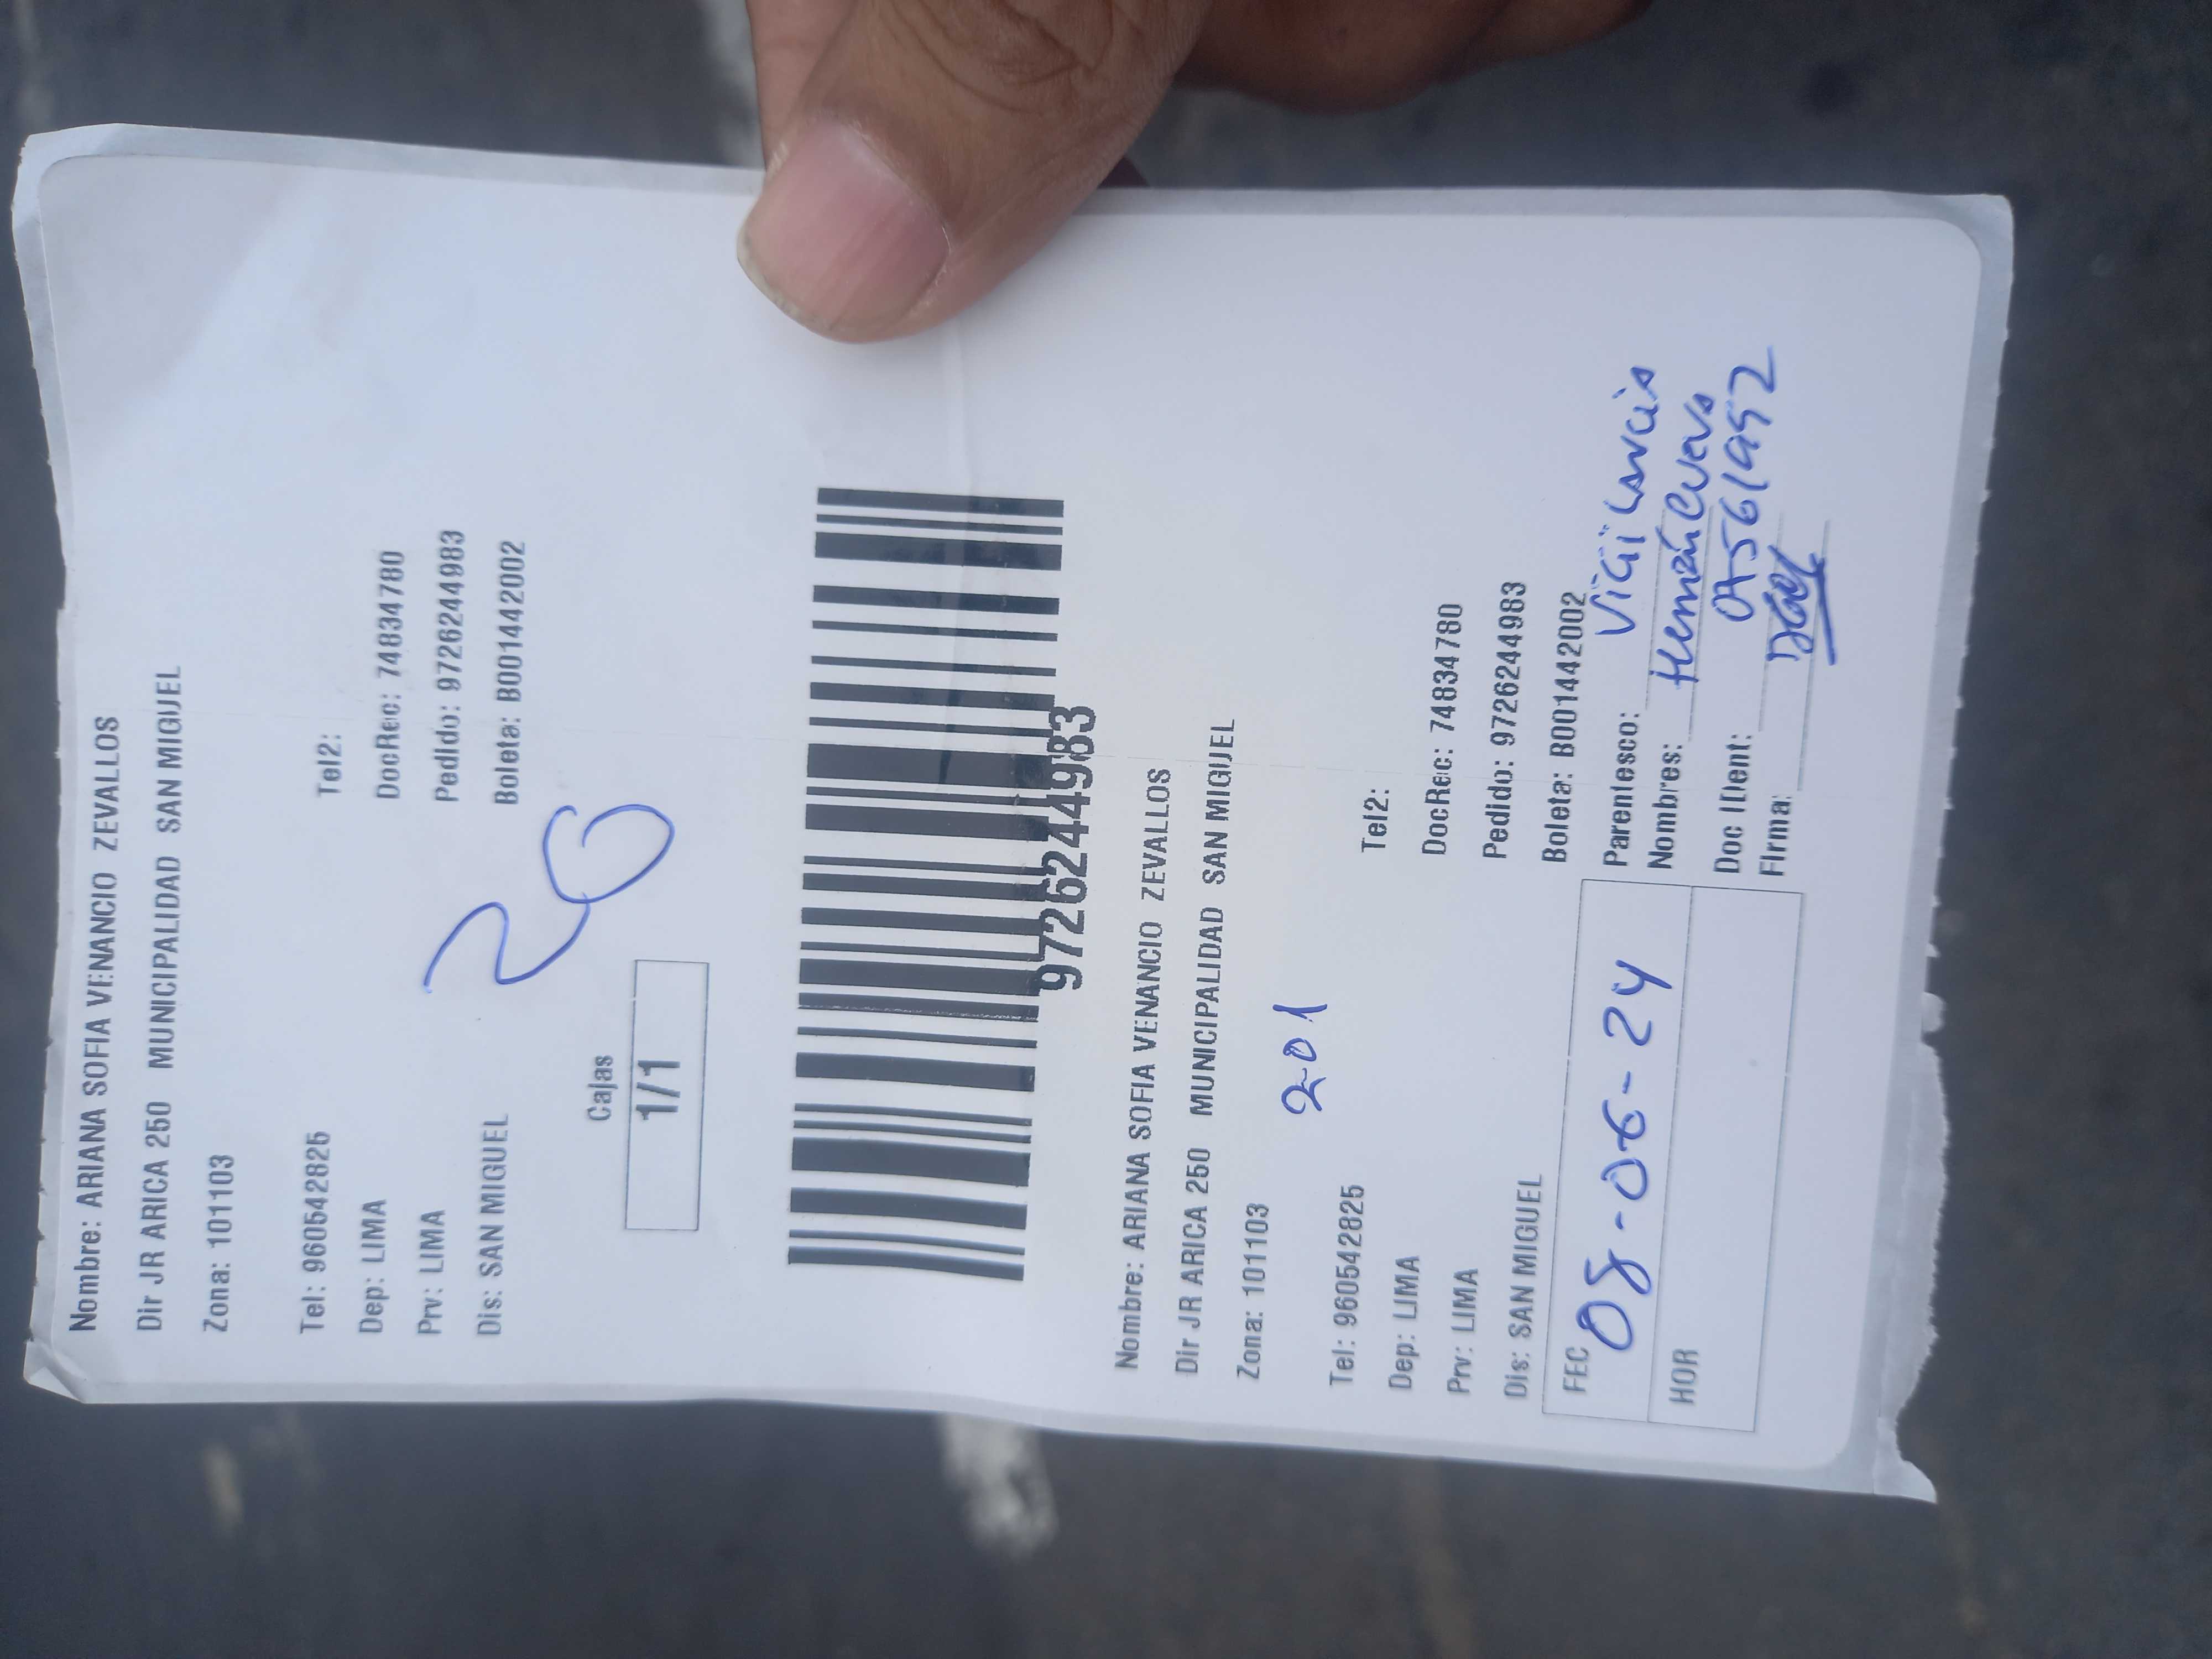 Nombre: ARIANA SOFIA VENANCIO ZEVALLOS
Dir JR ARICA 250 MUNICIPALIDAD SAN MIGUEL
Zona: 101103
Tel: 960542825 Tel2:
Dep: LIMA DocRec: 74834780
Prv: LIMA Pedido: 9726244983
Dis: SAN MIGUEL Boleta: B001442002
26
Cajas
1/1
9726244983
Nombre: ARIANA SOFIA VENANCIO ZEVALLOS
Dir JR ARICA 250 MUNICIPALIDAD SAN MIGUEL
Zona: 101103 201
Tel: 960542825 Tel2:
Dep: LIMA DocRec: 74834780
Prv: LIMA Pedido: 9726244983
Dis: SAN MIGUEL Boleta: B001442002
FEC 08-06-24 Parentesco:
Nombres: Hernán Cueva
HOR Doc IDent:
Firma: